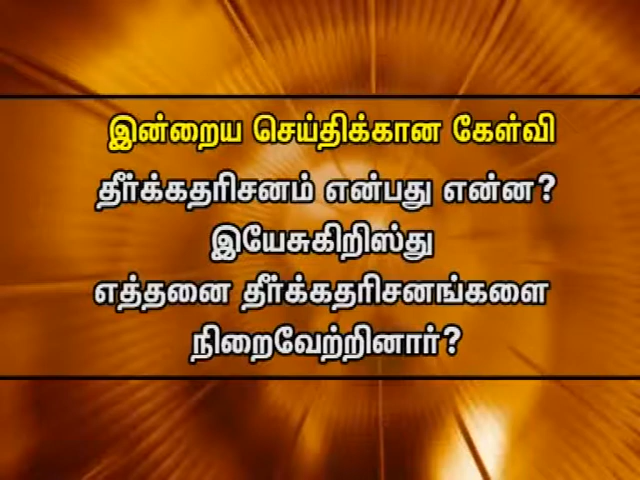 இன்றைய செய்திக்கான கேள்வி
தீர்க்கதரிசனம் என்பது என்ன?
இயேசுகிறிஸ்து
எத்தனை தீர்க்கதரிசனங்களை
நிறைவேற்றினார்?